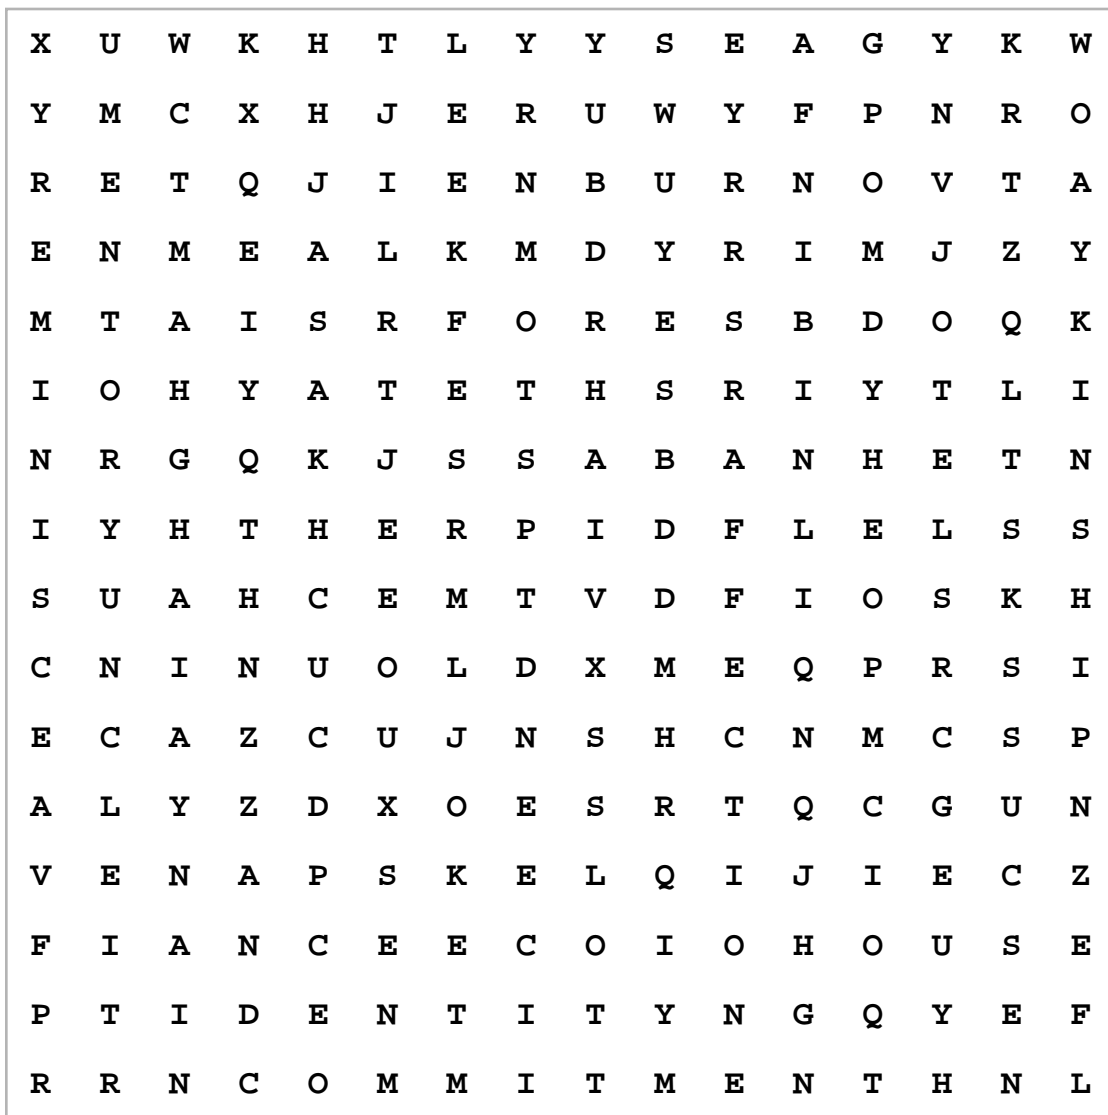 X U W K H T L Y Y S E A G Y K W
Y M C X H J E R U W Y F P N R O
R E T Q J I E N B U R N O V T A
E N M E A L K M D Y R I M J Z Y
M T A I S R F O R E S B D O Q K
I O H Y A T E T H S R I Y T L I
N R G Q K J S S A B A N H E T N
I Y H T H E R P I D F L E L S S
S U A H C E M T V D F I O S K H
C N I N U O L D X M E Q P R S I
E C A Z C U J N S H C N M C S P
A L Y Z D X O E S R T Q C G U N
V E N A P S K E L Q I J I E C Z
F I A N C E E C O I O H O U S E
P T I D E N T I T Y N G Q Y E F
R R N C O M M I T M E N T H N L